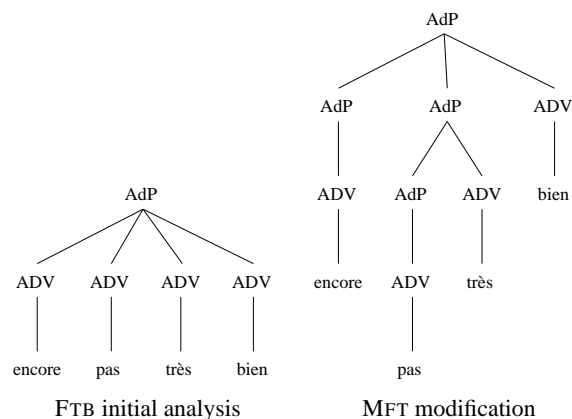 AdP
AdP AdP ADV
AdP ADV AdP ADV bien
ADV ADV ADV ADV encore ADV très
encore pas très bien pas
FTB initial analysis MFT modification